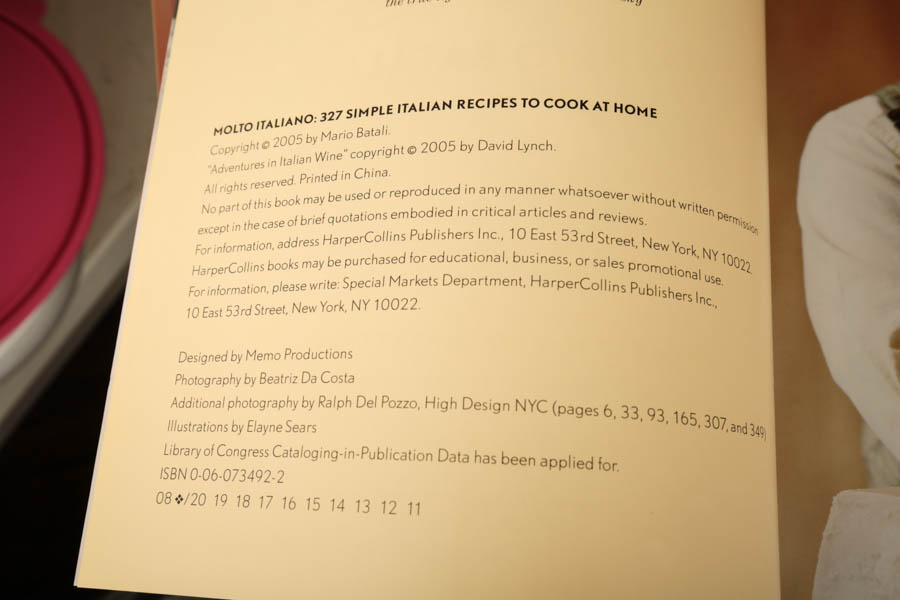 the true
MOLTO ITALIANO: 327 SIMPLE ITALIAN RECIPES TO COOK AT HOME
Copyright © 2005 by Mario Batali.
"Adventures in Italian Wine" copyright © 2005 by David Lynch.
All rights reserved. Printed in China.
No part of this book may be used or reproduced in any manner whatsoever without written permission
except in the case of brief quotations embodied in critical articles and reviews.
For information, address HarperCollins Publishers Inc., 10 East 53rd Street, New York, NY 10022.
HarperCollins books may be purchased for educational, business, or sales promotional use.
For information, please write: Special Markets Department, HarperCollins Publishers Inc.,
10 East 53rd Street, New York, NY 10022.
Designed by Memo Productions
Photography by Beatriz Da Costa
Additional photography by Ralph Del Pozzo, High Design NYC (pages 6, 33, 93, 165, 307, and 349)
Illustrations by Elayne Sears
Library of Congress Cataloging-in-Publication Data has been applied for.
ISBN 0-06-073492-2
08 ❖/20 19 18 17 16 15 14 13 12 11